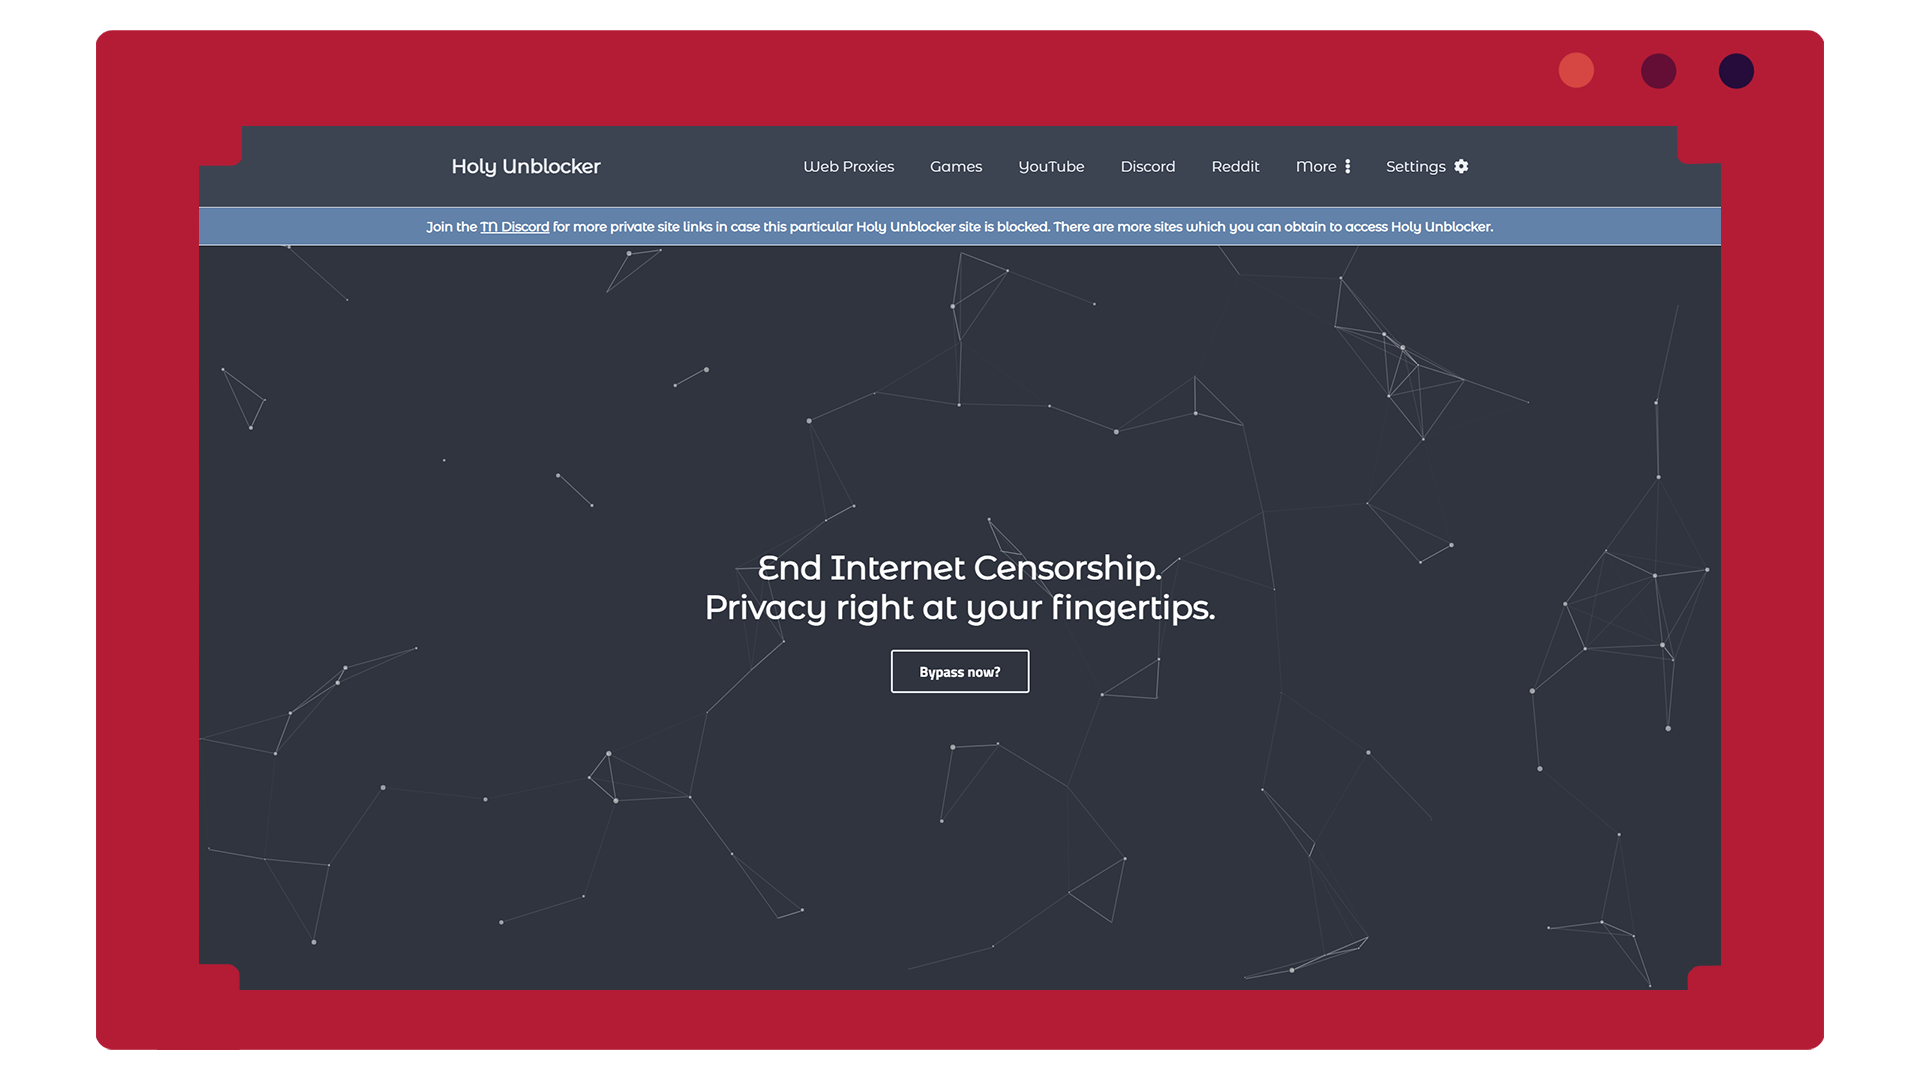 Holy Unblocker
Web Proxies Games YouTube Discord Reddit More Settings
Join the TN Discord for more private site links in case this particular Holy Unblocker site is blocked. There are more sites which you can obtain to access Holy Unblocker.
End Internet Censorship.
Privacy right at your fingertips.
Bypass now?